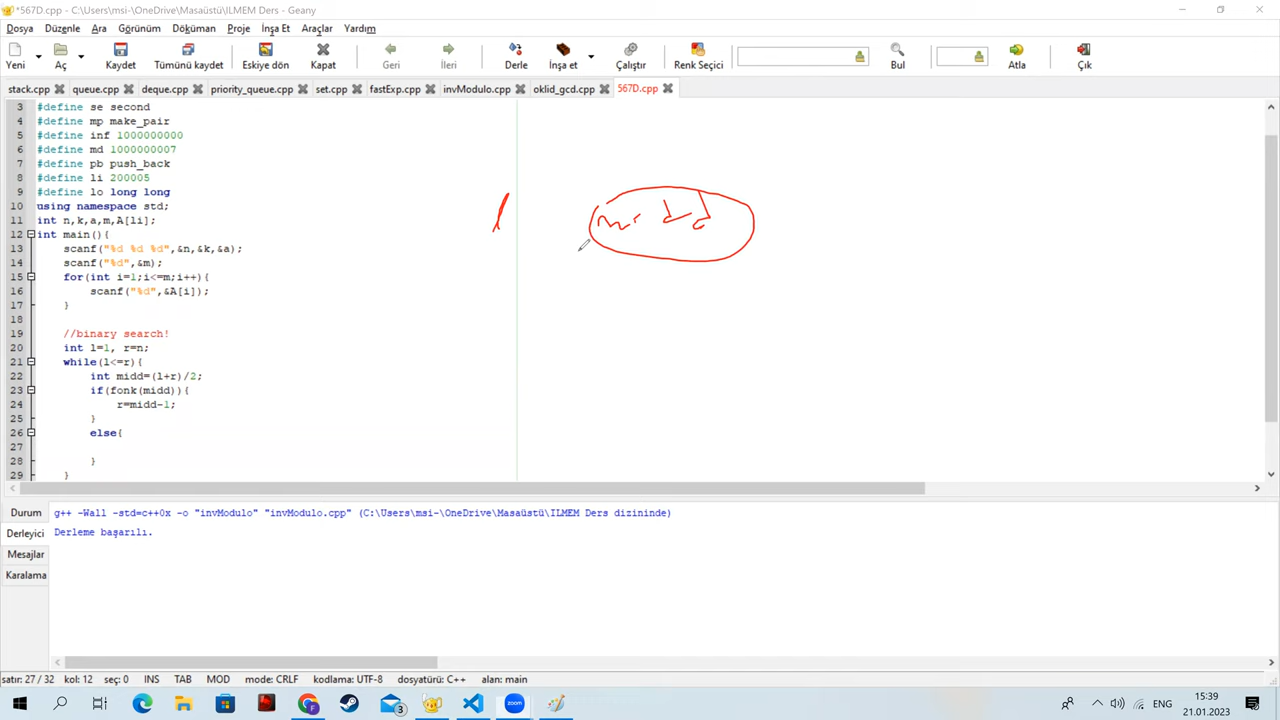 *567D.cpp - C:\Users\msi-\OneDrive\Masaüstü\ILMEM Ders - Geany
Dosya Düzenle Ara Görünüm Döküman Proje İnşa Et Araçlar Yardım
Yeni Aç Kaydet Tümünü kaydet Eskiye dön Kapat Geri İleri Derle İnşa et Çalıştır Renk Seçici Bul Atla Çık
stack.cpp queue.cpp deque.cpp priority_queue.cpp set.cpp fastExp.cpp invModulo.cpp oklid_gcd.cpp 567D.cpp
3 #define se second
4 #define mp make_pair
5 #define inf 1000000000
6 #define md 1000000007
7 #define pb push_back
8 #define li 200005
9 #define lo long long
10 using namespace std;
11 int n,k,a,m,A[li];
12 int main(){
13 scanf("%d %d %d",&n,&k,&a);
14 scanf("%d",&m);
15 for(int i=1;i<=m;i++){
16 scanf("%d",&A[i]);
17 }
18
19 //binary search!
20 int l=1, r=n;
21 while(l<=r){
22 int midd=(l+r)/2;
23 if(fonk(midd)){
24 r=midd-1;
25 }
26 else{
27
28 }
29 }
l midd
Durum g++ -Wall -std=c++0x -o "invModulo" "invModulo.cpp" (C:\Users\msi-\OneDrive\Masaüstü\ILMEM Ders dizininde)
Derleyici Derleme başarılı.
Mesajlar
Karalama
satır: 27 / 32 kol: 12 seç: 0 INS TAB MOD mode: CRLF kodlama: UTF-8 dosyatürü: C++ alan: main
3 zoom ENG 15:39
21.01.2023